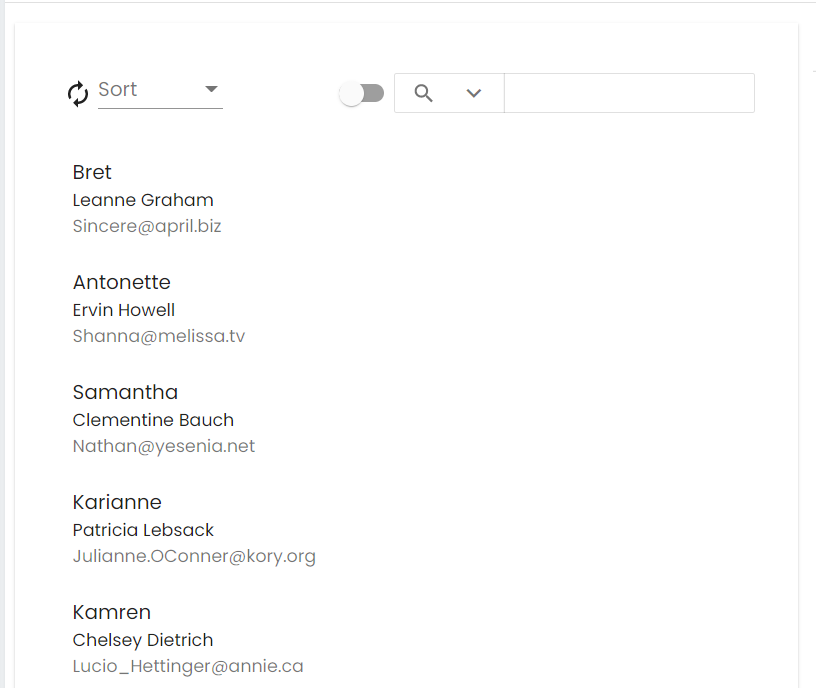 Sort
Bret
Leanne Graham
Sincere@april.biz
Antonette
Ervin Howell
Shanna@melissa.tv
Samantha
Clementine Bauch
Nathan@yesenia.net
Karianne
Patricia Lebsack
Julianne.OConner@kory.org
Kamren
Chelsey Dietrich
Lucio_Hettinger@annie.ca